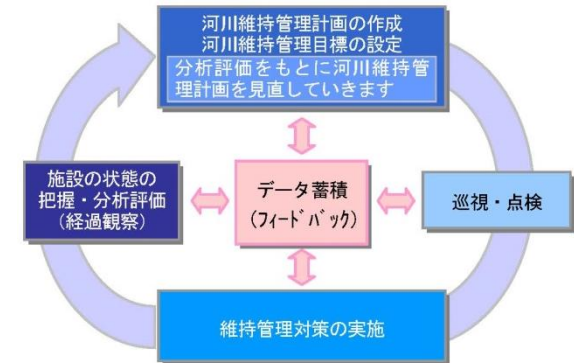 河川維持管理計画の作成
河川維持管理目標の設定
分析評価をもとに河川維持管
理計画を見直していきます
施設の状態の
把握・分析評価
(経過観察)
データ蓄積
(フィードバック)
巡視・点検
維持管理対策の実施